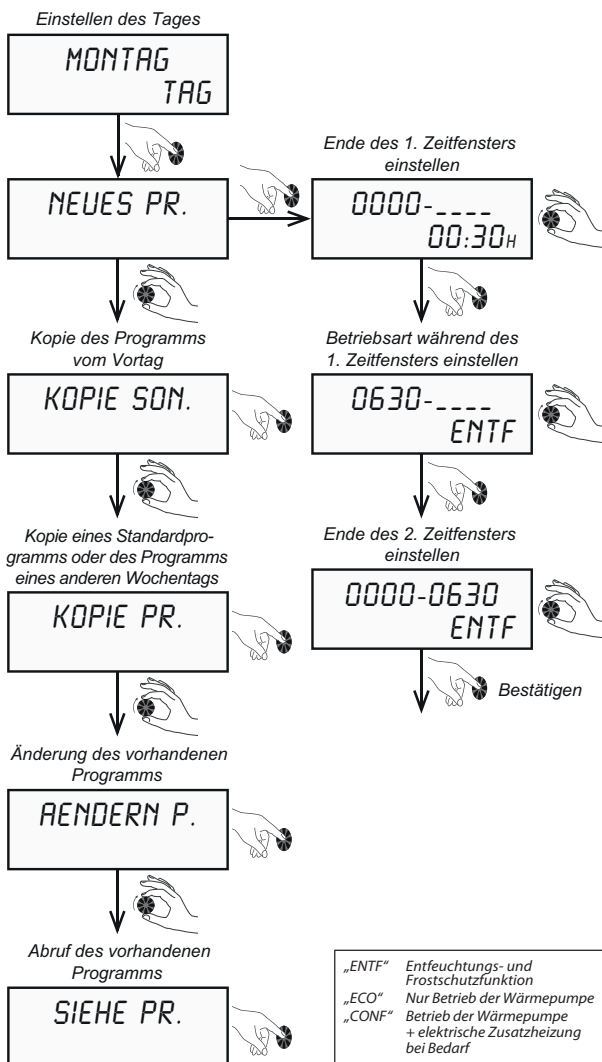 Einstellen des Tages
MONTAG
TAG
NEUES PR.
Kopie des Programms
vom Vortag
KOPIE SON.
Kopie eines Standardpro-
gramms oder des Programms
eines anderen Wochentags
KOPIE PR.
Änderung des vorhandenen
Programms
AENDERN P.
Abruf des vorhandenen
Programms
SIEHE PR.
Ende des 1. Zeitfensters
einstellen
0000-____
00:30H
Betriebsart während des
1. Zeitfensters einstellen
0630-____
ENTF
Ende des 2. Zeitfensters
einstellen
0000-0630
ENTF
Bestätigen
„ENTF“ Entfeuchtungs- und
Frostschutzfunktion
„ECO“ Nur Betrieb der Wärmepumpe
„CONF“ Betrieb der Wärmepumpe
+ elektrische Zusatzheizung
bei Bedarf